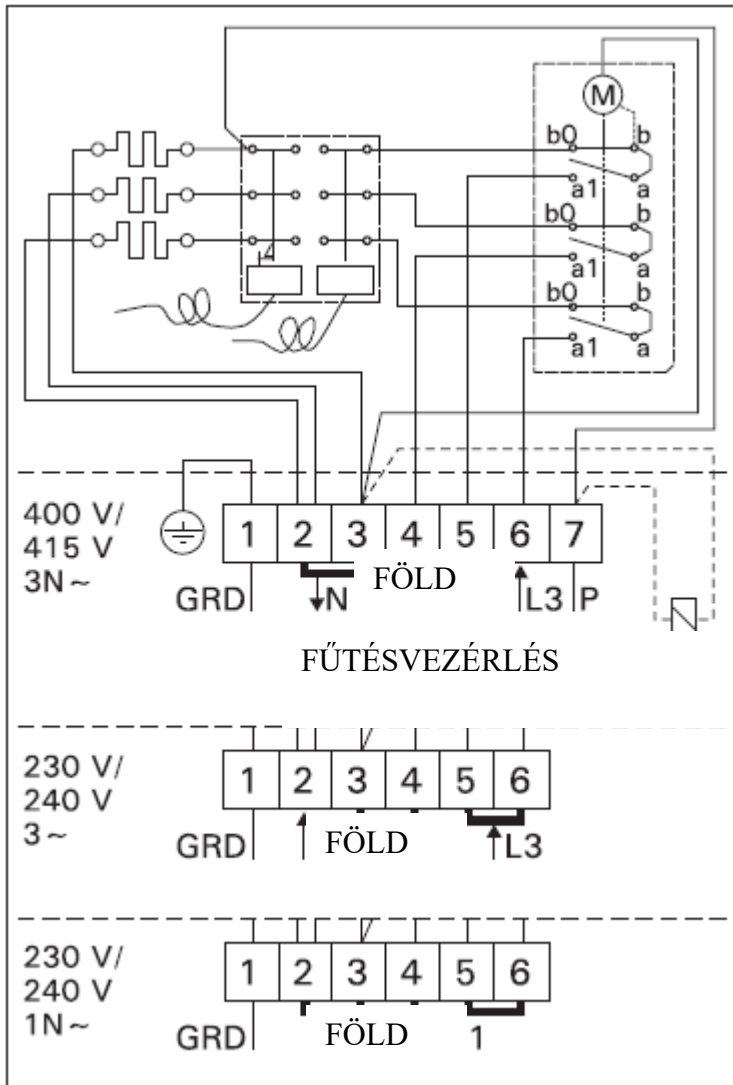 M
b0 b
a1 a
b0 b
a1 a
b0 b
a1 a
400 V/
415 V
3N~
1 2 3 4 5 6 7
GRD N FÖLD L3 P
FŰTÉSVEZÉRLÉS
230 V/
240 V
3~
1 2 3 4 5 6
GRD FÖLD L3
230 V/
240 V
1N~
1 2 3 4 5 6
GRD FÖLD 1